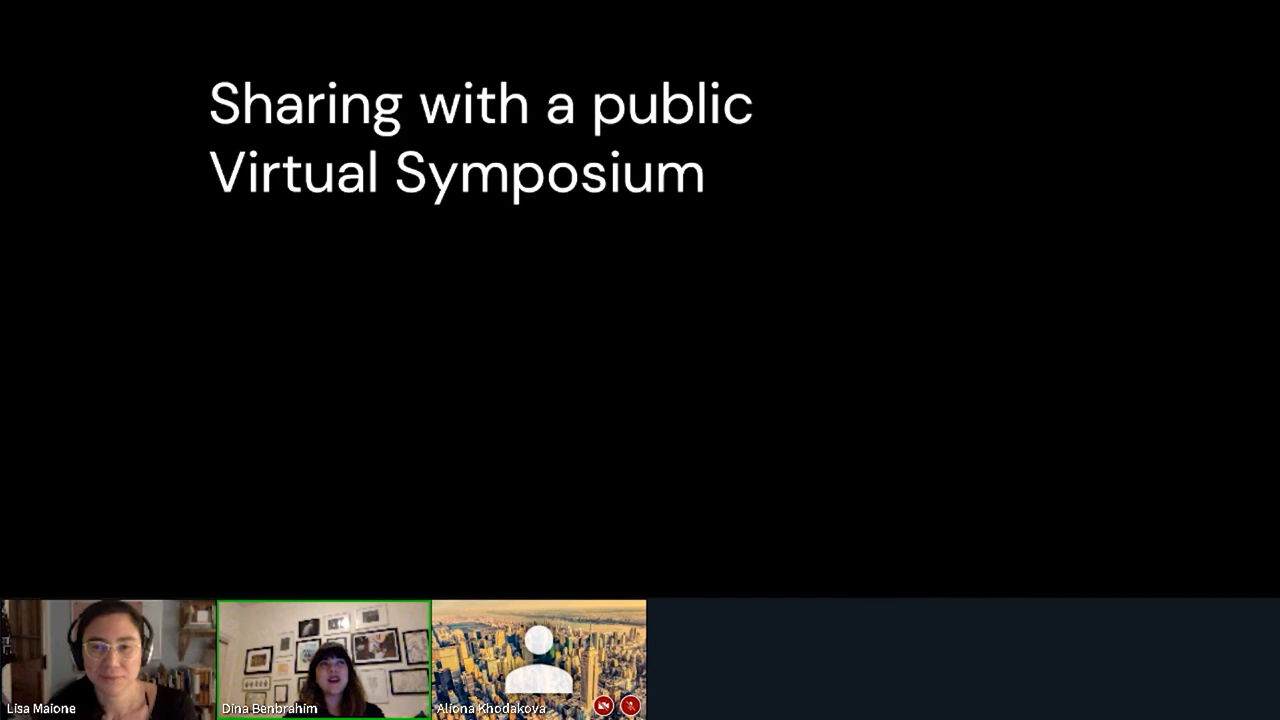 Sharing with a public
Virtual Symposium
Lisa Maione
Dina Benbrahim
Aliona Khodakova